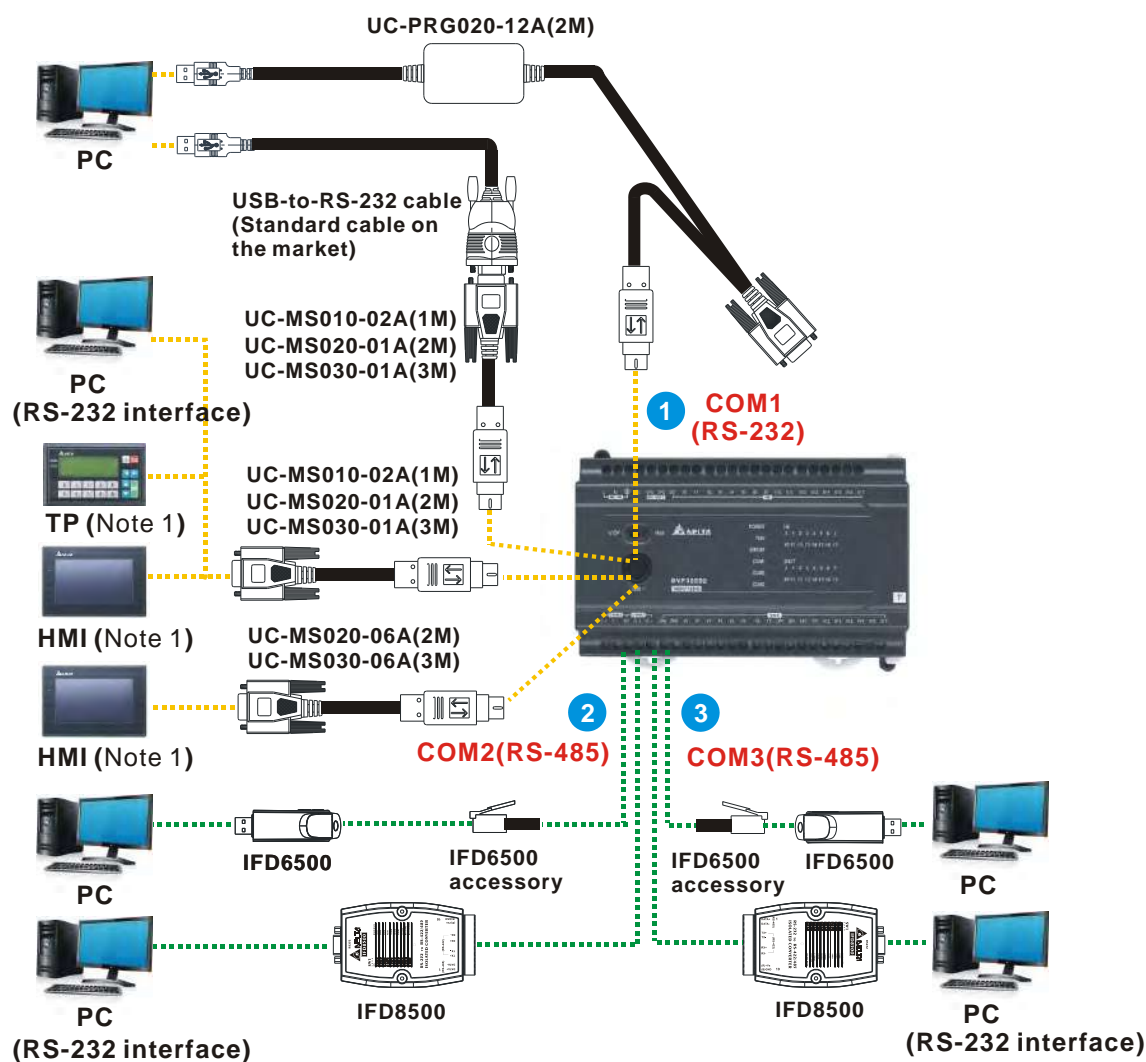 UC-PRG020-12A(2M)
PC
USB-to-RS-232 cable
(Standard cable on
the market)
UC-MS010-02A(1M)
UC-MS020-01A(2M)
UC-MS030-01A(3M)
PC
(RS-232 interface)
1
COM1
(RS-232)
UC-MS010-02A(1M)
UC-MS020-01A(2M)
UC-MS030-01A(3M)
TP (Note 1)
HMI (Note 1)
UC-MS020-06A(2M)
UC-MS030-06A(3M)
HMI (Note 1)
2
3
COM2(RS-485)
COM3(RS-485)
IFD6500
IFD6500
accessory
IFD6500
accessory
IFD6500
PC
PC
IFD8500
IFD8500
PC
(RS-232 interface)
PC
(RS-232 interface)